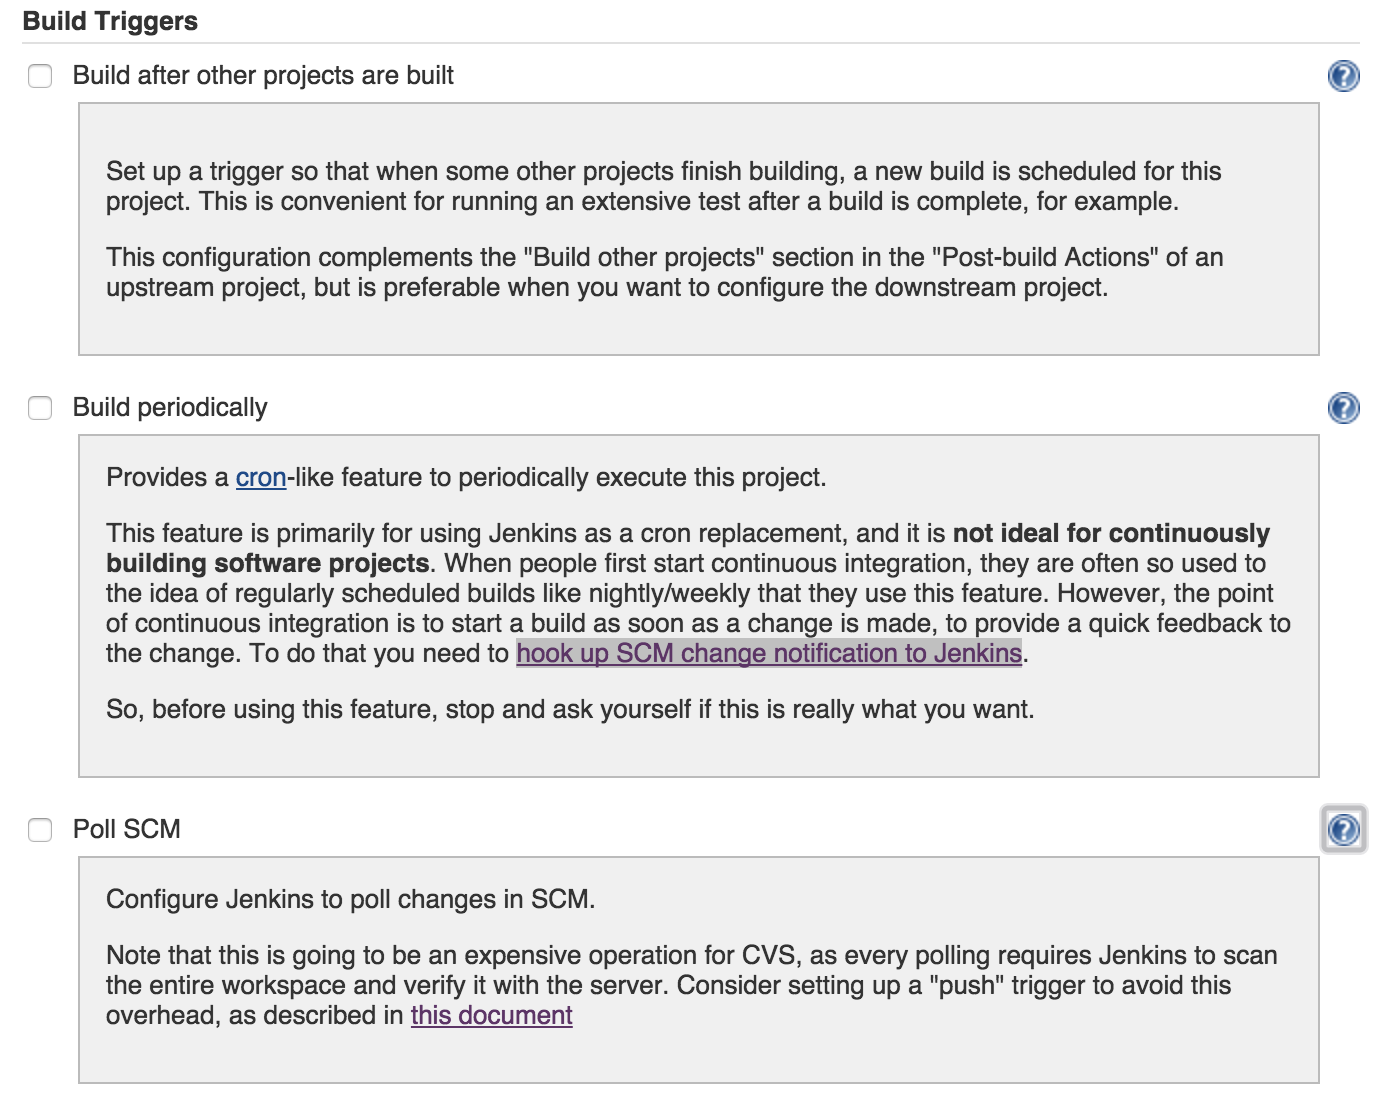 Build Triggers
Build after other projects are built
?
Set up a trigger so that when some other projects finish building, a new build is scheduled for this
project. This is convenient for running an extensive test after a build is complete, for example.
This configuration complements the "Build other projects" section in the "Post-build Actions" of an
upstream project, but is preferable when you want to configure the downstream project.
Build periodically
?
Provides a cron-like feature to periodically execute this project.
This feature is primarily for using Jenkins as a cron replacement, and it is not ideal for continuously
building software projects. When people first start continuous integration, they are often so used to
the idea of regularly scheduled builds like nightly/weekly that they use this feature. However, the point
of continuous integration is to start a build as soon as a change is made, to provide a quick feedback to
the change. To do that you need to hook up SCM change notification to Jenkins.
So, before using this feature, stop and ask yourself if this is really what you want.
Poll SCM
?
Configure Jenkins to poll changes in SCM.
Note that this is going to be an expensive operation for CVS, as every polling requires Jenkins to scan
the entire workspace and verify it with the server. Consider setting up a "push" trigger to avoid this
overhead, as described in this document